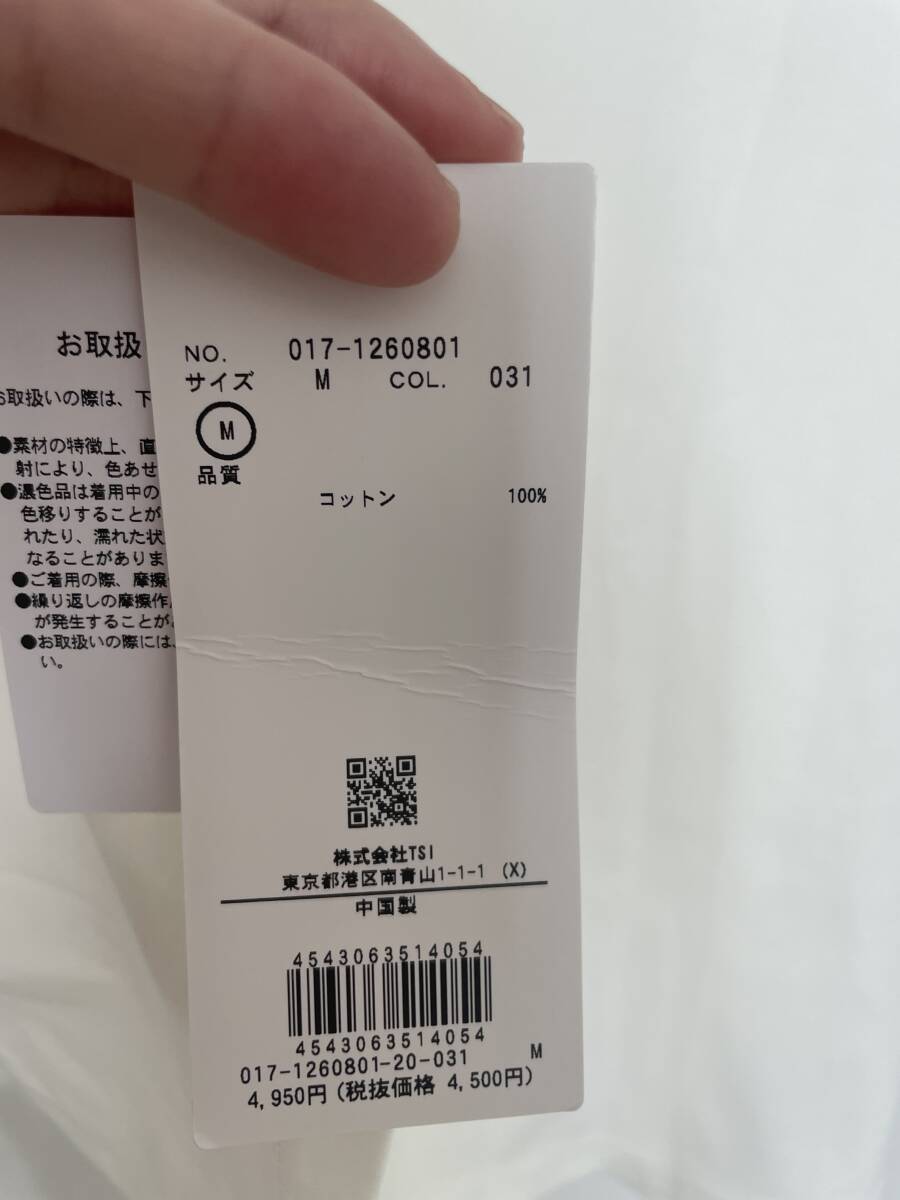 お取扱
お取扱いの際は、下
●素材の特徴上、直
射により、色あせ
●濃色品は着用中の
色移りすることが
れたり、濡れた状
なることがありま
●ご着用の際、摩擦
●繰り返しの摩擦作
が発生することが
●お取扱いの際には、
い。
NO. 017-1260801
サイズ M COL. 031
M
品質
コットン 100%
株式会社TSI
東京都港区南青山1-1-1 (X)
中国製
4543063514054
4543063514054
017-1260801-20-031 M
4,950円 (税抜価格 4,500円)